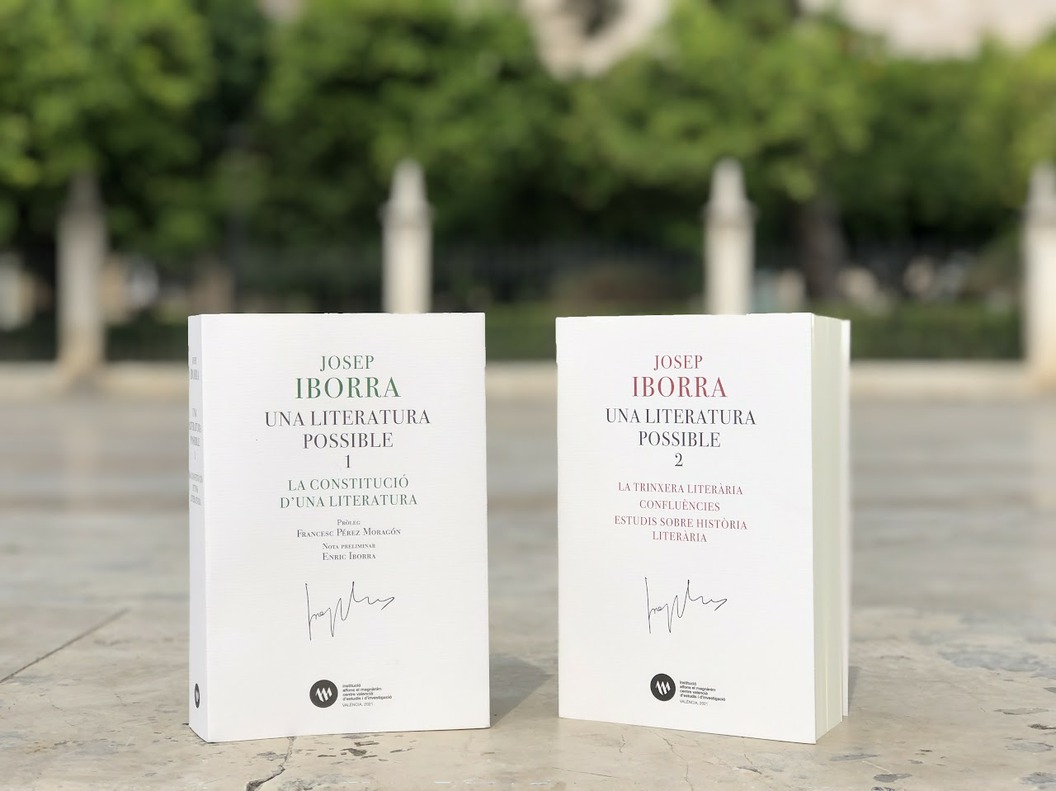 JOSEP
IBORRA
UNA LITERATURA
POSSIBLE
1
LA CONSTITUCIÓ
D'UNA LITERATURA
PRÒLEG
FRANCESC PÉREZ MORAGÓN
NOTA PRELIMINAR
ENRIC IBORRA
institució
alfons el magnànim
centre valencià
d'estudis i d'investigació
VALÈNCIA, 2021
JOSEP
IBORRA
UNA LITERATURA
POSSIBLE
2
LA TRINXERA LITERÀRIA
CONFLUÈNCIES
ESTUDIS SOBRE HISTÒRIA
LITERÀRIA
institució
alfons el magnànim
centre valencià
d'estudis i d'investigació
VALÈNCIA, 2021